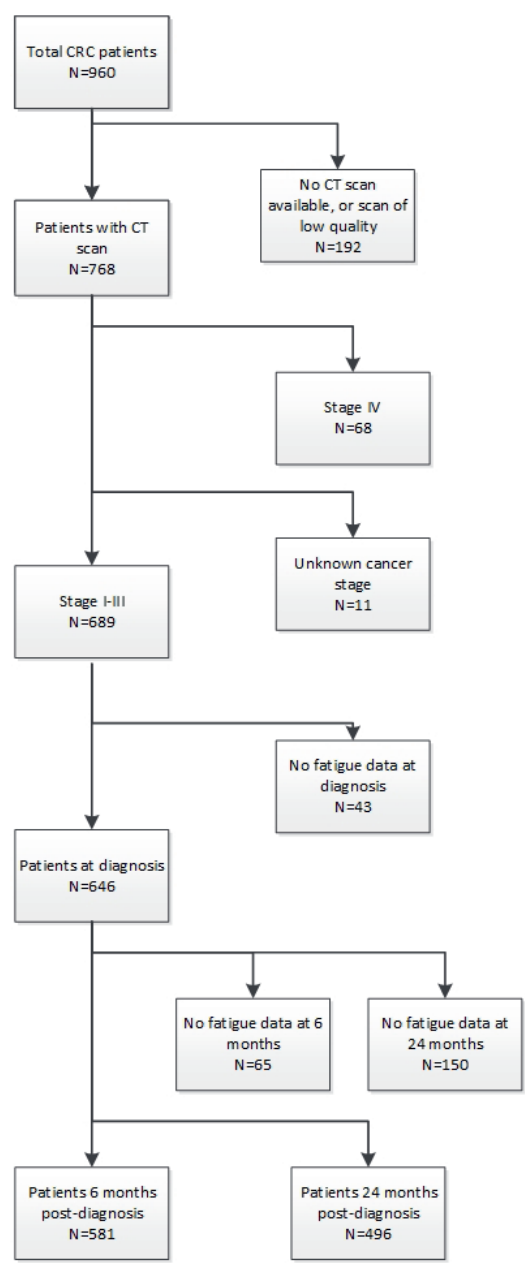 Total CRC patients
N=960
No CT scan
available, or scan of
low quality
N=192
Patients with CT
scan
N=768
Stage IV
N=68
Unknown cancer
stage
N=11
Stage I-III
N=689
No fatigue data at
diagnosis
N=43
Patients at diagnosis
N=646
No fatigue data at 6
months
N=65
No fatigue data at
24 months
N=150
Patients 6 months
post-diagnosis
N=581
Patients 24 months
post-diagnosis
N=496